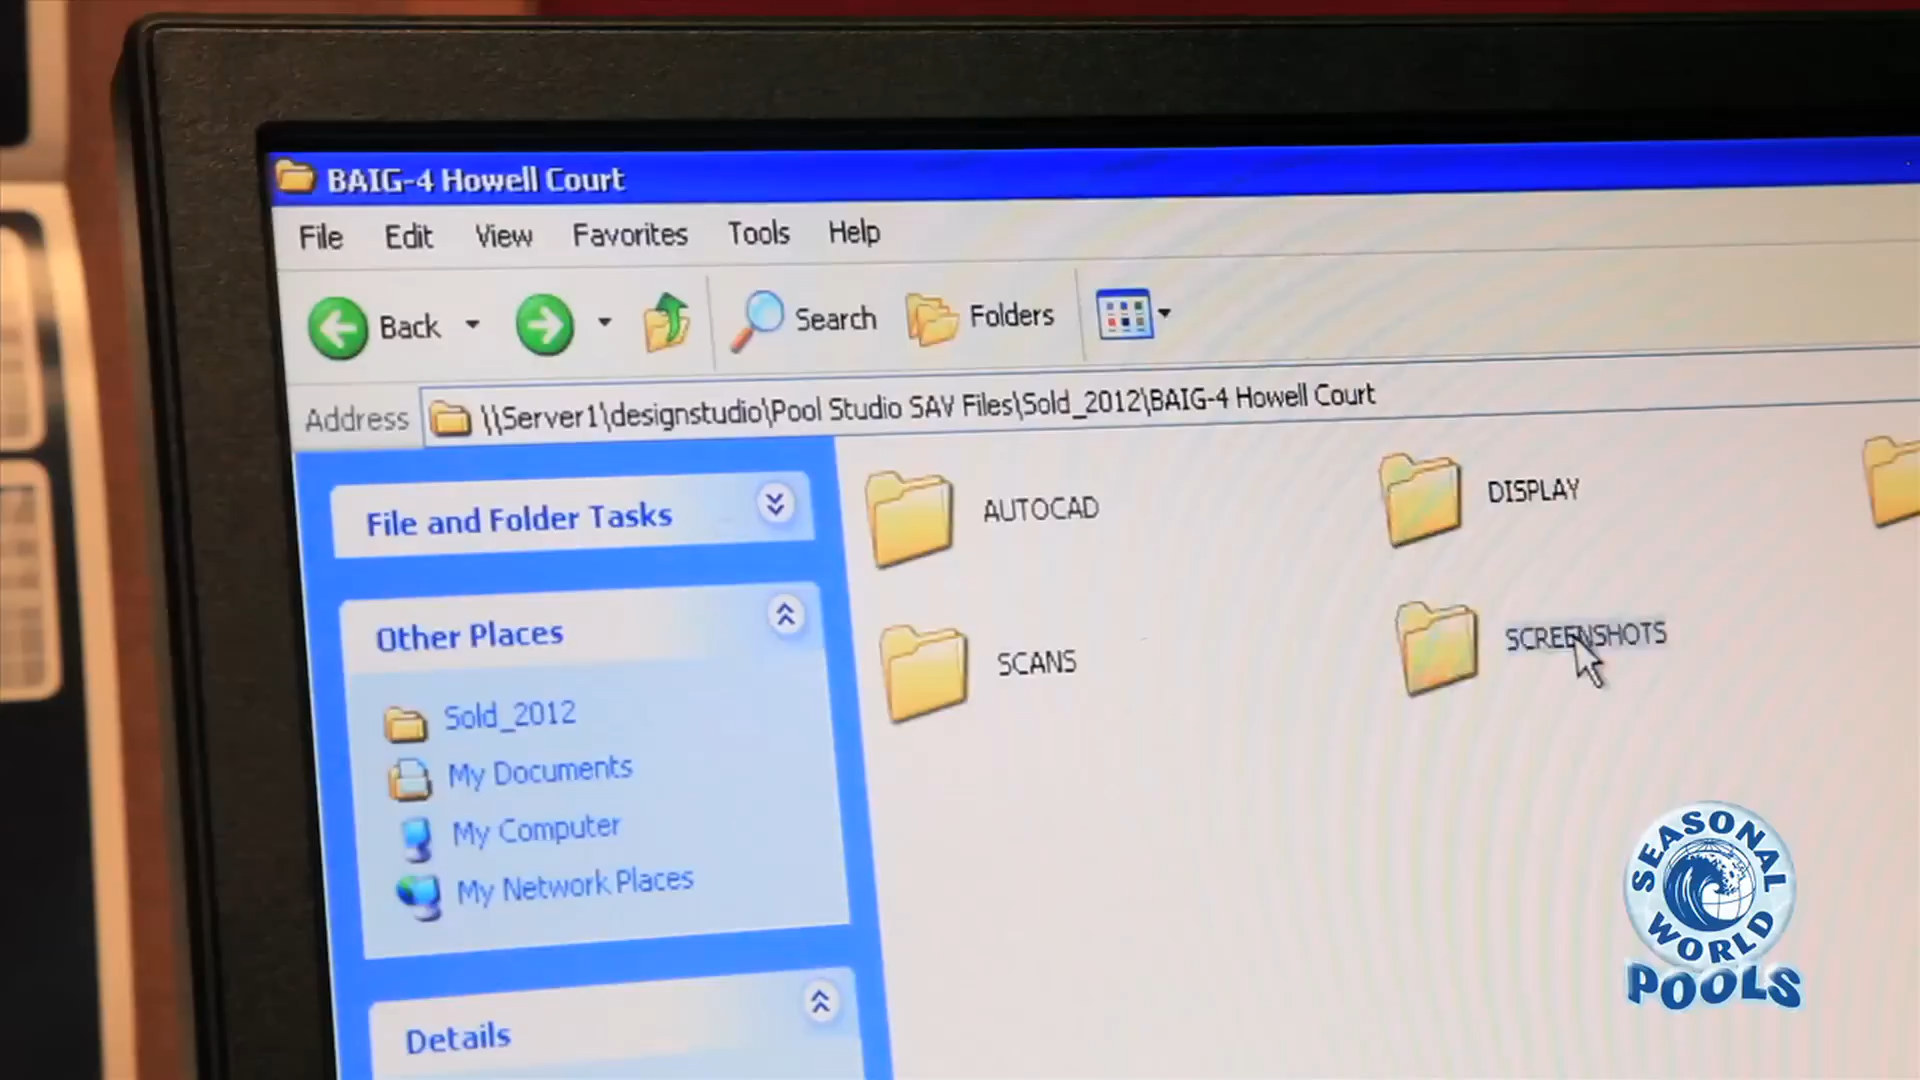 BAIG-4 Howell Court
File Edit View Favorites Tools Help
Back Search Folders
Address \\Server1\designstudio\Pool Studio SAV Files\Sold_2012\BAIG-4 Howell Court
File and Folder Tasks
Other Places
Sold_2012
My Documents
My Computer
My Network Places
Details
AUTOCAD
DISPLAY
SCANS
SCREENSHOTS
SEASONAL
WORLD
POOLS